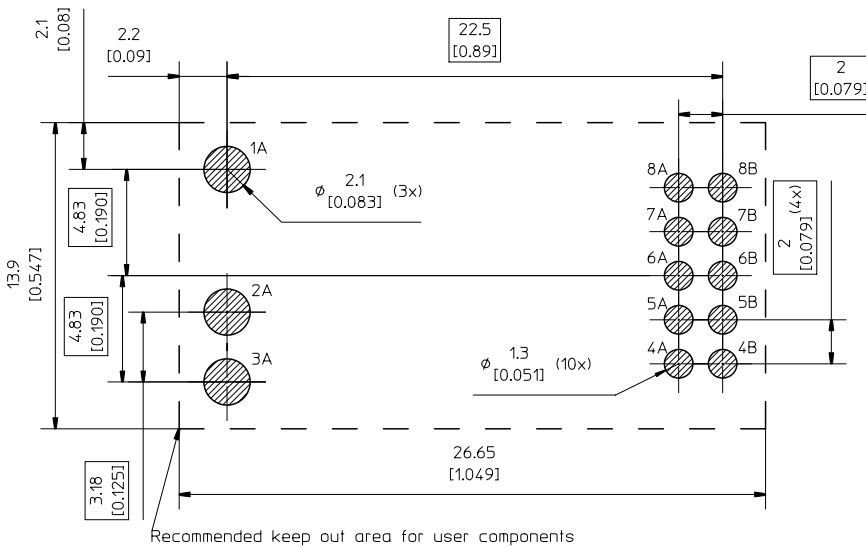 2.1
[0.08]
2.2
[0.09]
22.5
[0.89]
2
[0.079]
1A
ø 2.1 (3x)
[0.083]
8A
8B
4.83
[0.190]
7A
7B
2 (4x)
[0.079]
13.9
[0.547]
6A
6B
2A
4.83
[0.190]
5A
5B
3A
ø 1.3 (10x)
[0.051]
4A
4B
26.65
[1.049]
3.18
[0.125]
Recommended keep out area for user components